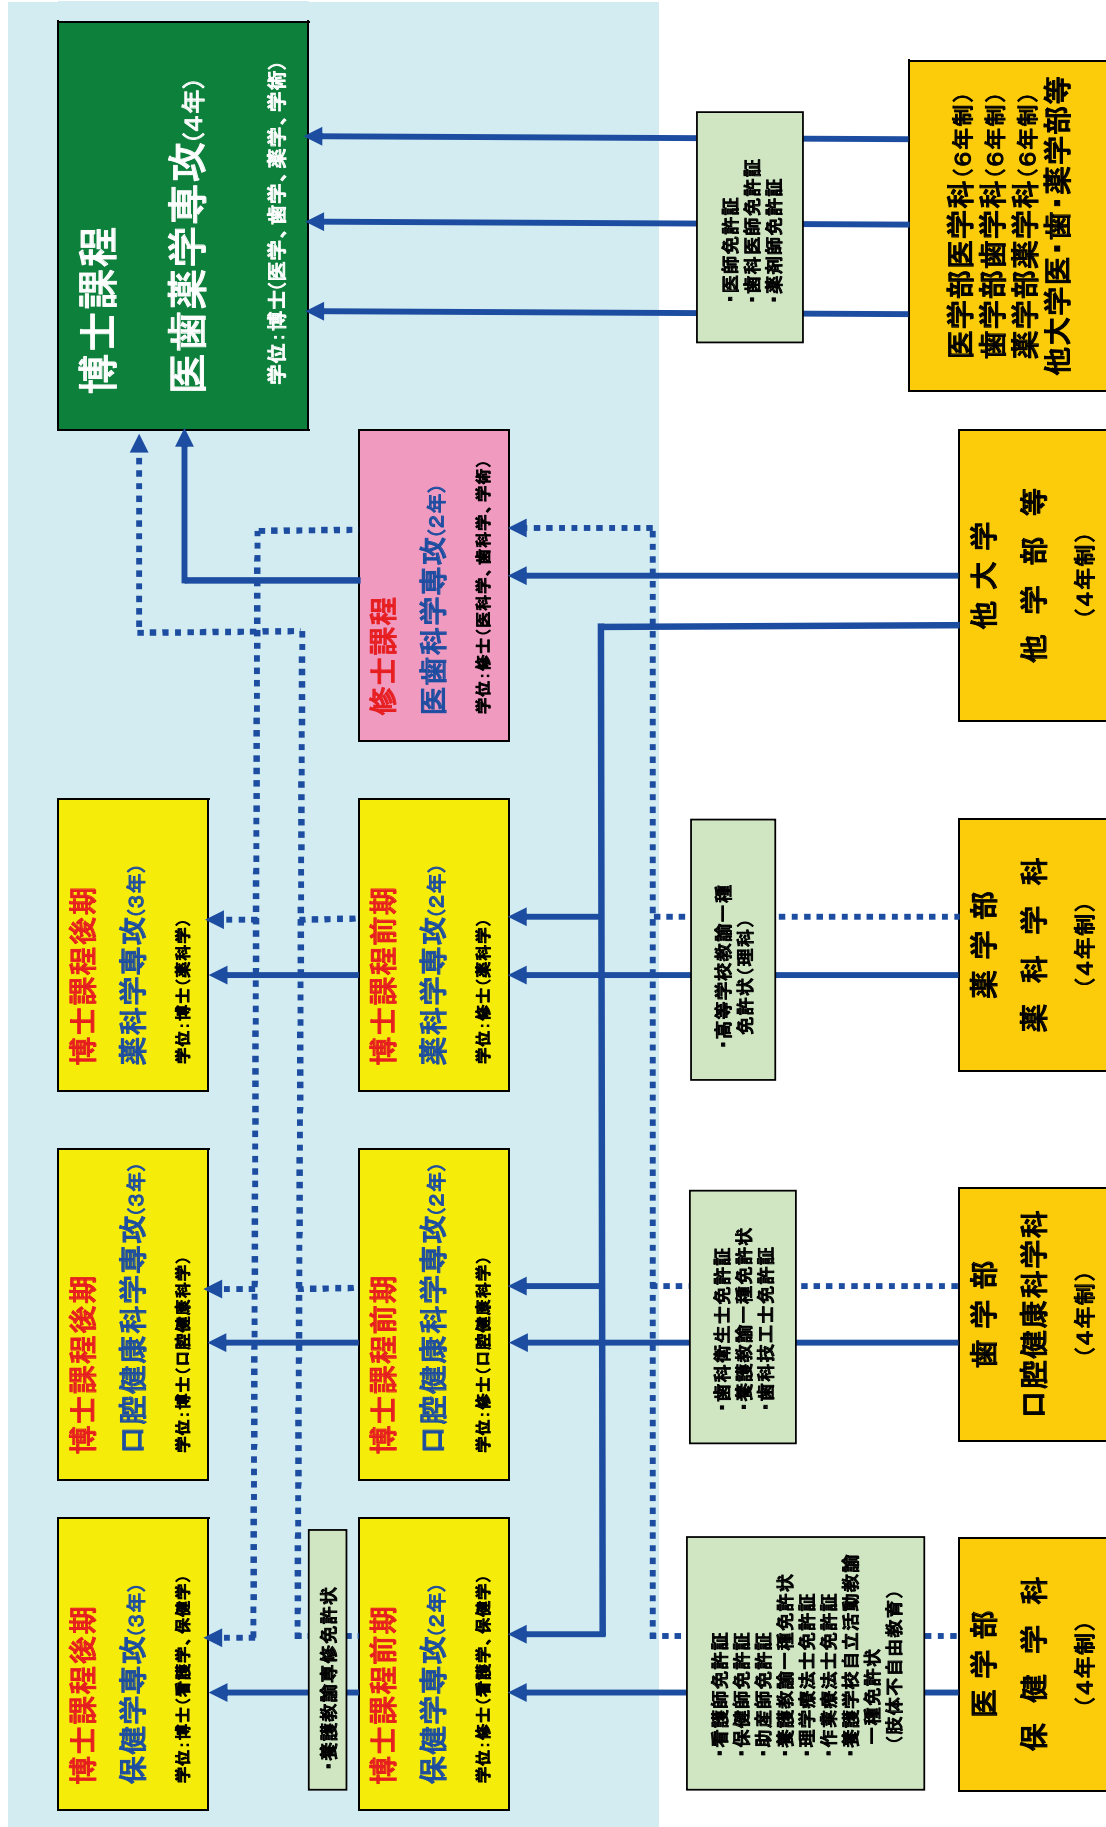 博士課程
医歯薬学専攻(4年)
学位:博士(医学、歯学、薬学、学術)
修士課程
医歯科学専攻(2年)
学位:修士(医科学、歯科学、学術)
博士課程後期
薬科学専攻(3年)
学位:博士(薬科学)
博士課程前期
薬科学専攻(2年)
学位:修士(薬科学)
博士課程後期
口腔健康科学専攻(3年)
学位:博士(口腔健康科学)
博士課程前期
口腔健康科学専攻(2年)
学位:修士(口腔健康科学)
博士課程後期
保健学専攻(3年)
学位:博士(看護学、保健学)
・養護教諭専修免許状
博士課程前期
保健学専攻(2年)
学位:修士(看護学、保健学)
・医師免許証
・歯科医師免許証
・薬剤師免許証
・高等学校教諭一種
免許状(理科)
・歯科衛生士免許証
・養護教諭一種免許状
・歯科技工士免許証
・看護師免許証
・保健師免許証
・助産師免許証
・養護教諭一種免許状
・理学療法士免許証
・作業療法士免許証
・養護学校自立活動教諭
一種免許状
(肢体不自由教育)
医学部医学科(6年制)
歯学部歯学科(6年制)
薬学部薬学科(6年制)
他大学医・歯・薬学部等
他大学
他学部等
(4年制)
薬学部
薬科学科
(4年制)
歯学部
口腔健康科学科
(4年制)
医学部
保健学科
(4年制)